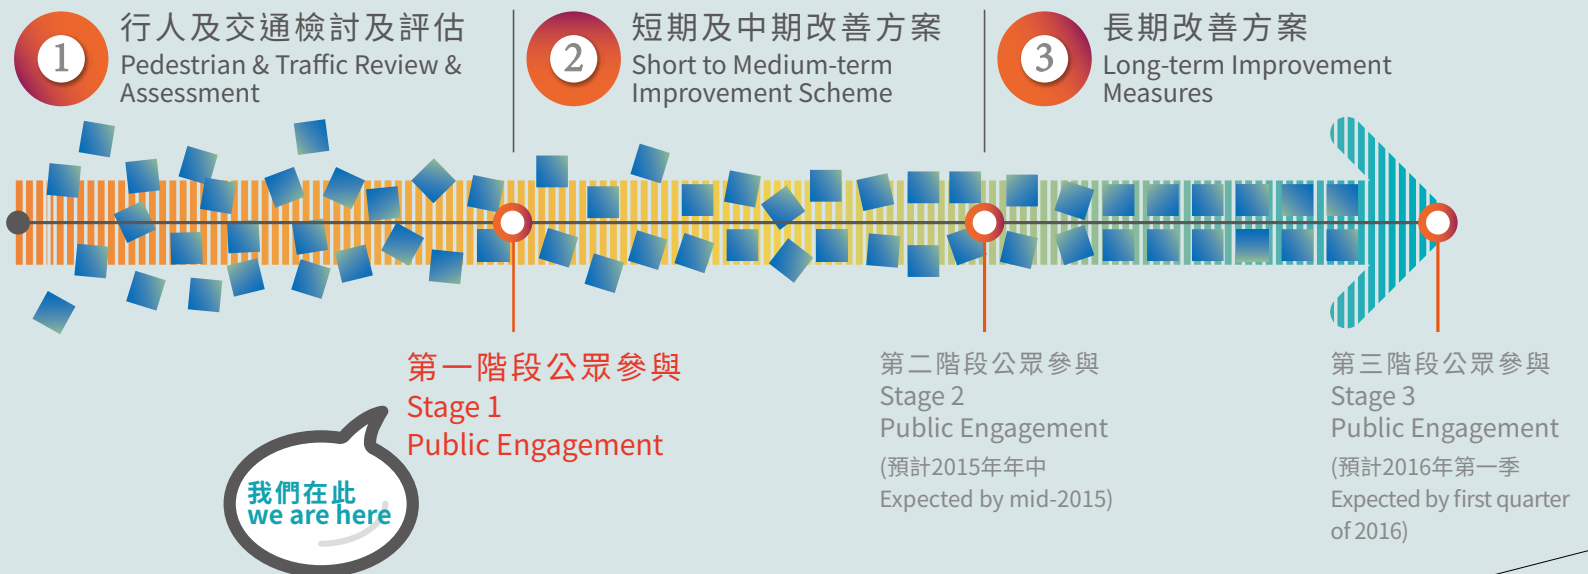 1
行人及交通檢討及評估
Pedestrian & Traffic Review &
Assessment
2
短期及中期改善方案
Short to Medium-term
Improvement Scheme
3
長期改善方案
Long-term Improvement
Measures
第一階段公眾參與
Stage 1
Public Engagement
我們在此
we are here
第二階段公眾參與
Stage 2
Public Engagement
(預計2015年年中
Expected by mid-2015)
第三階段公眾參與
Stage 3
Public Engagement
(預計2016年第一季
Expected by first quarter
of 2016)